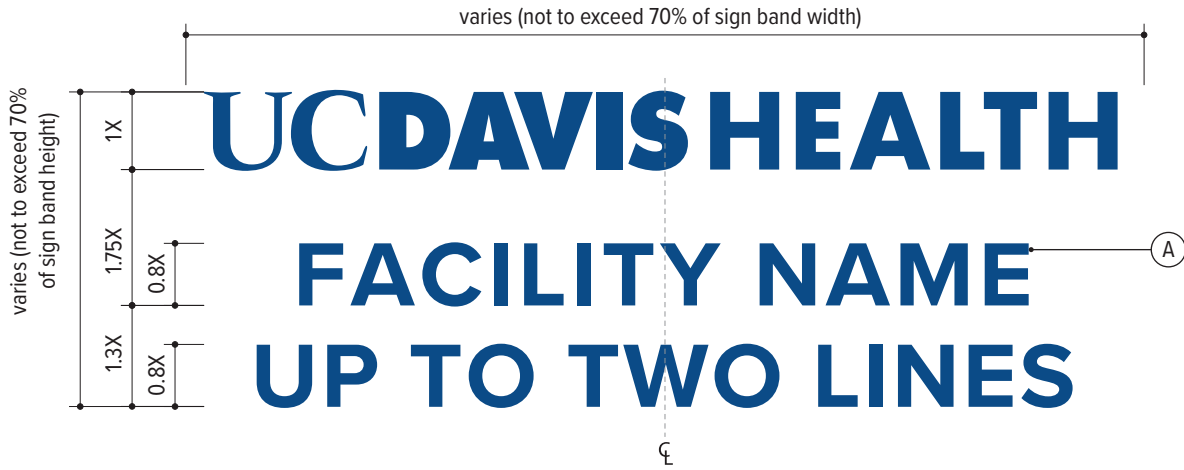 varies (not to exceed 70% of sign band width)
varies (not to exceed 70%
of sign band height)
1X
UCDAVIS HEALTH
1.75X
0.8X
FACILITY NAME
A
1.3X
0.8X
UP TO TWO LINES
℄